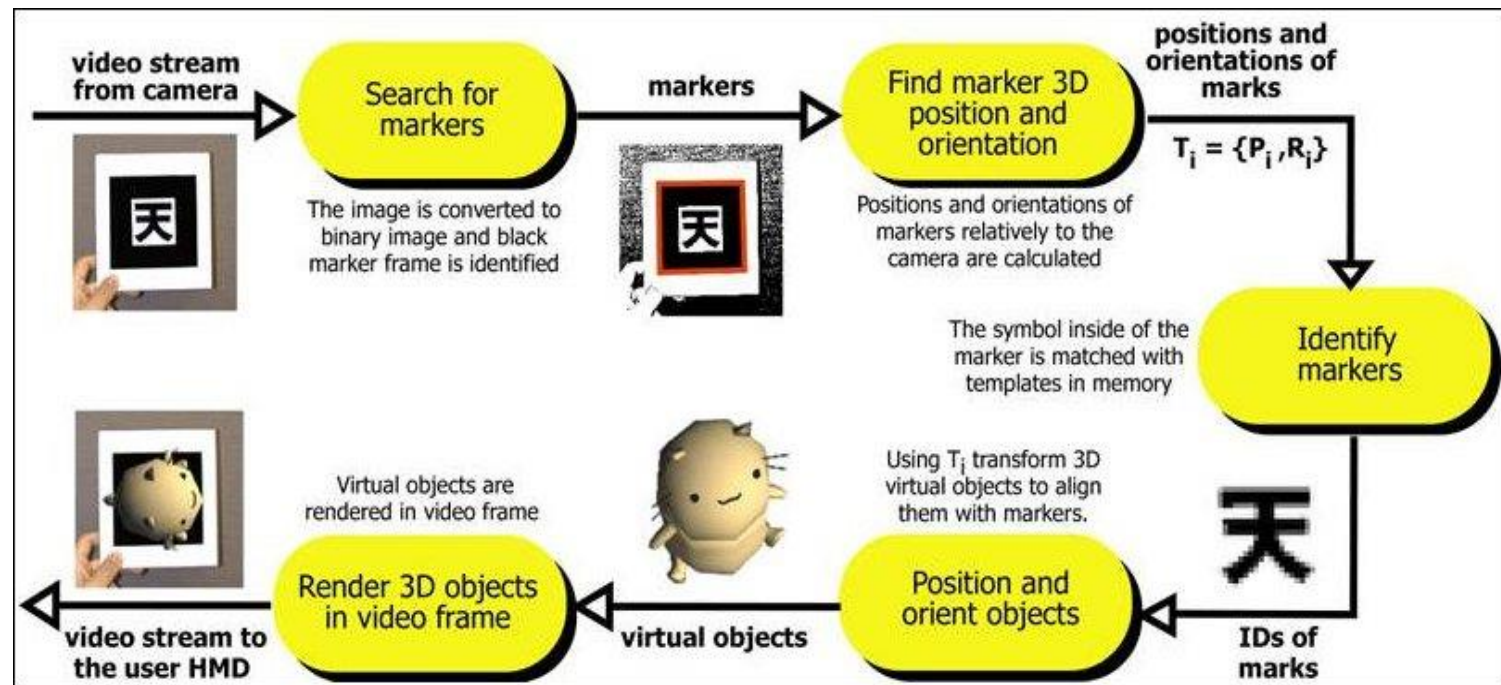 video stream
from camera
天
Search for
markers
The image is converted to
binary image and black
marker frame is identified
markers
天
Find marker 3D
position and
orientation
Positions and orientations of
markers relatively to the
camera are calculated
positions and
orientations of
marks
T_i = {P_i ,R_i}
Identify
markers
The symbol inside of the
marker is matched with
templates in memory
天
IDs of
marks
Using T_i transform 3D
virtual objects to align
them with markers.
Position and
orient objects
virtual objects
Virtual objects are
rendered in video frame
Render 3D objects
in video frame
video stream to
the user HMD